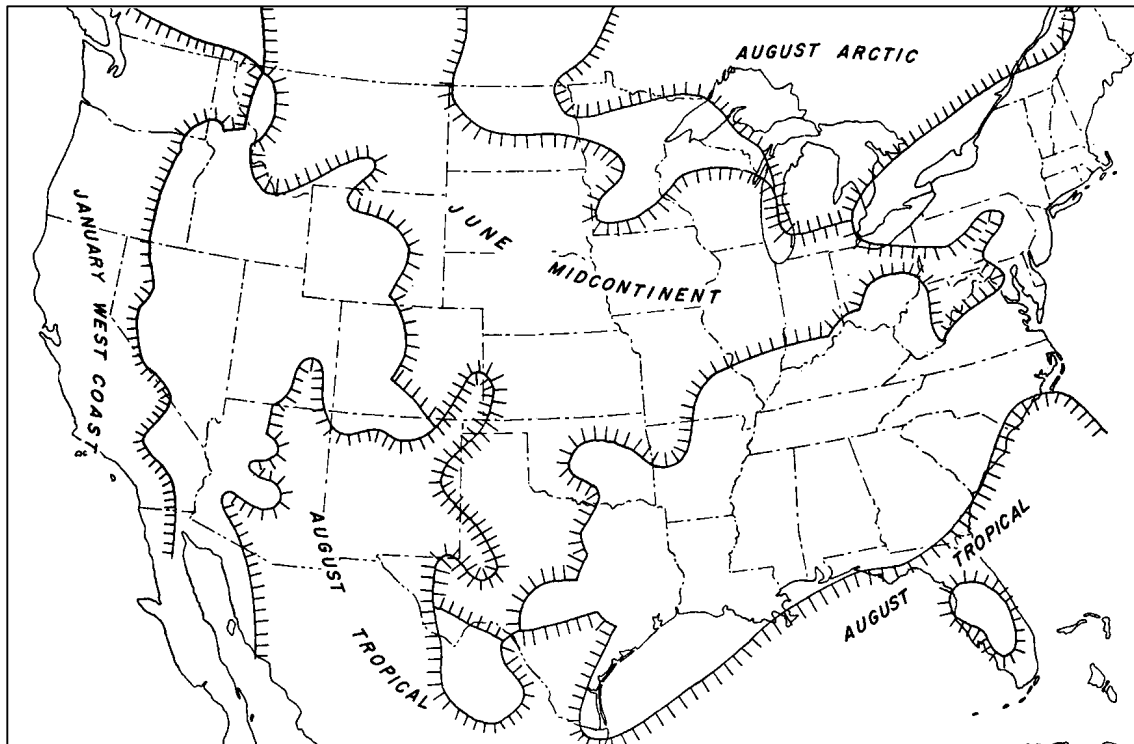 AUGUST ARCTIC
JANUARY WEST COAST
JUNE
MIDCONTINENT
AUGUST
TROPICAL
AUGUST
TROPICAL